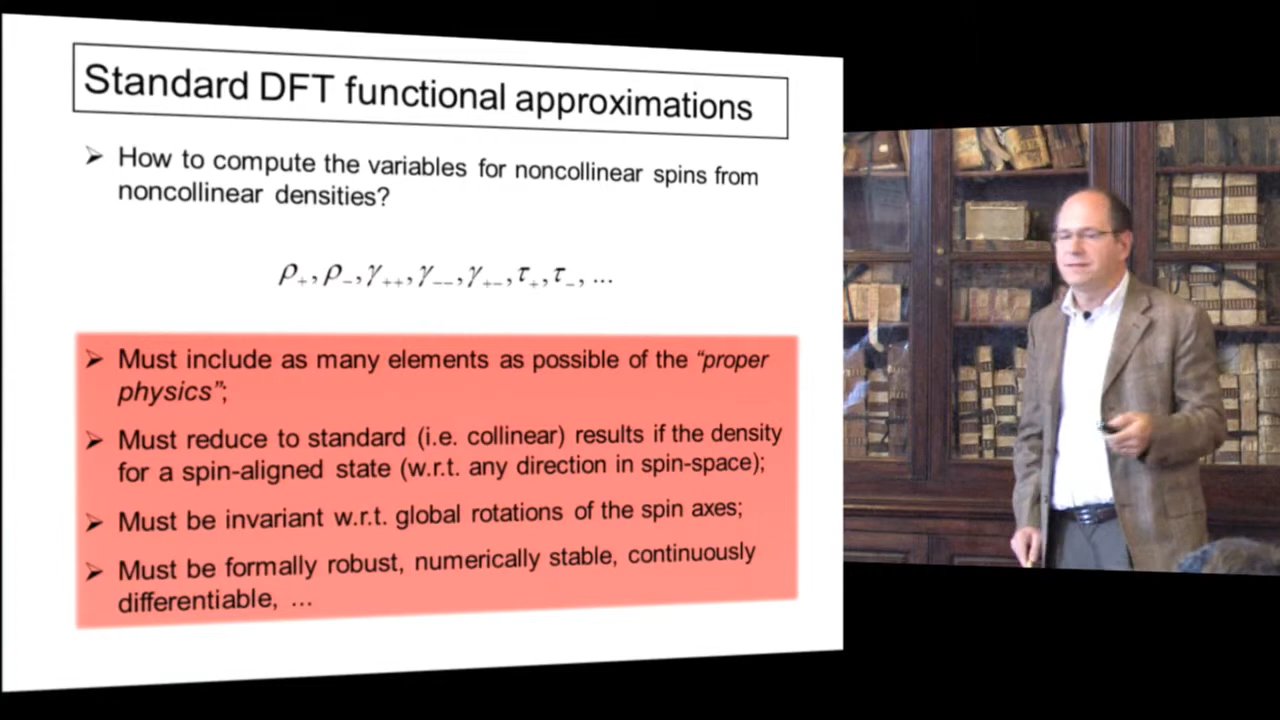 Standard DFT functional approximations
➢ How to compute the variables for noncollinear spins from
noncollinear densities?
ρ₊, ρ₋, γ₊₊, γ₋₋, γ₊₋, τ₊, τ₋, ...
➢ Must include as many elements as possible of the “proper
physics”;
➢ Must reduce to standard (i.e. collinear) results if the density
for a spin-aligned state (w.r.t. any direction in spin-space);
➢ Must be invariant w.r.t. global rotations of the spin axes;
➢ Must be formally robust, numerically stable, continuously
differentiable, ...